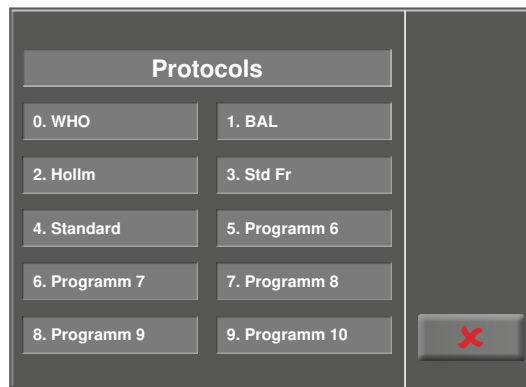 Protocols
0. WHO
1. BAL
2. Hollm
3. Std Fr
4. Standard
5. Programm 6
6. Programm 7
7. Programm 8
8. Programm 9
9. Programm 10